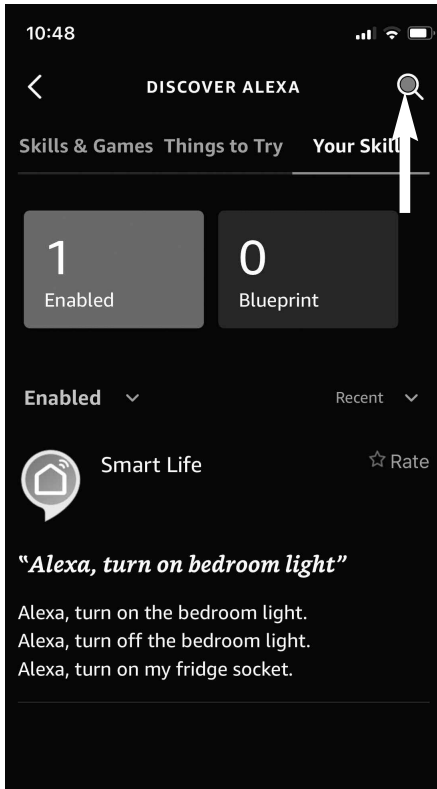 10:48
DISCOVER ALEXA
Skills & Games Things to Try Your Skill
1 0
Enabled Blueprint
Enabled Recent
Smart Life Rate
“Alexa, turn on bedroom light”
Alexa, turn on the bedroom light.
Alexa, turn off the bedroom light.
Alexa, turn on my fridge socket.